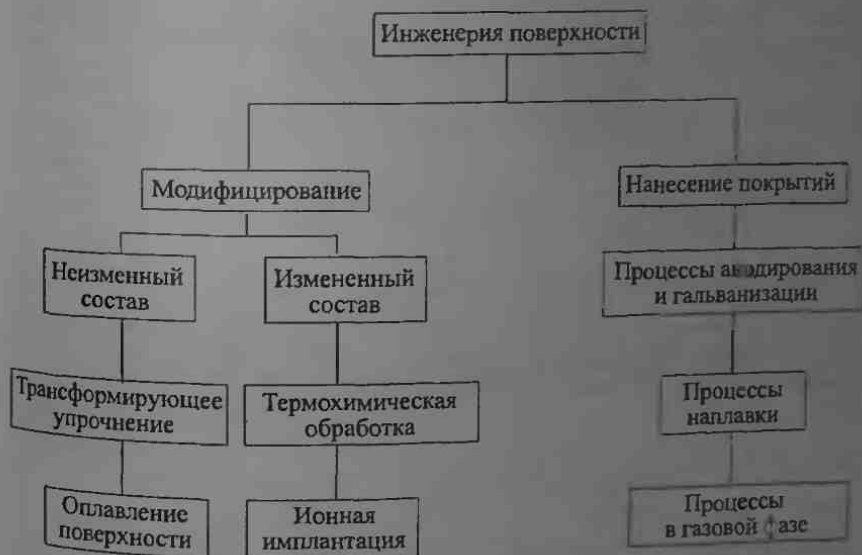 Инженерия поверхности
Модифицирование
Нанесение покрытий
Неизменный
состав
Измененный
состав
Процессы анодирования
и гальванизации
Трансформирующее
упрочнение
Термохимическая
обработка
Процессы
наплавки
Оплавление
поверхности
Ионная
имплантация
Процессы
в газовой фазе